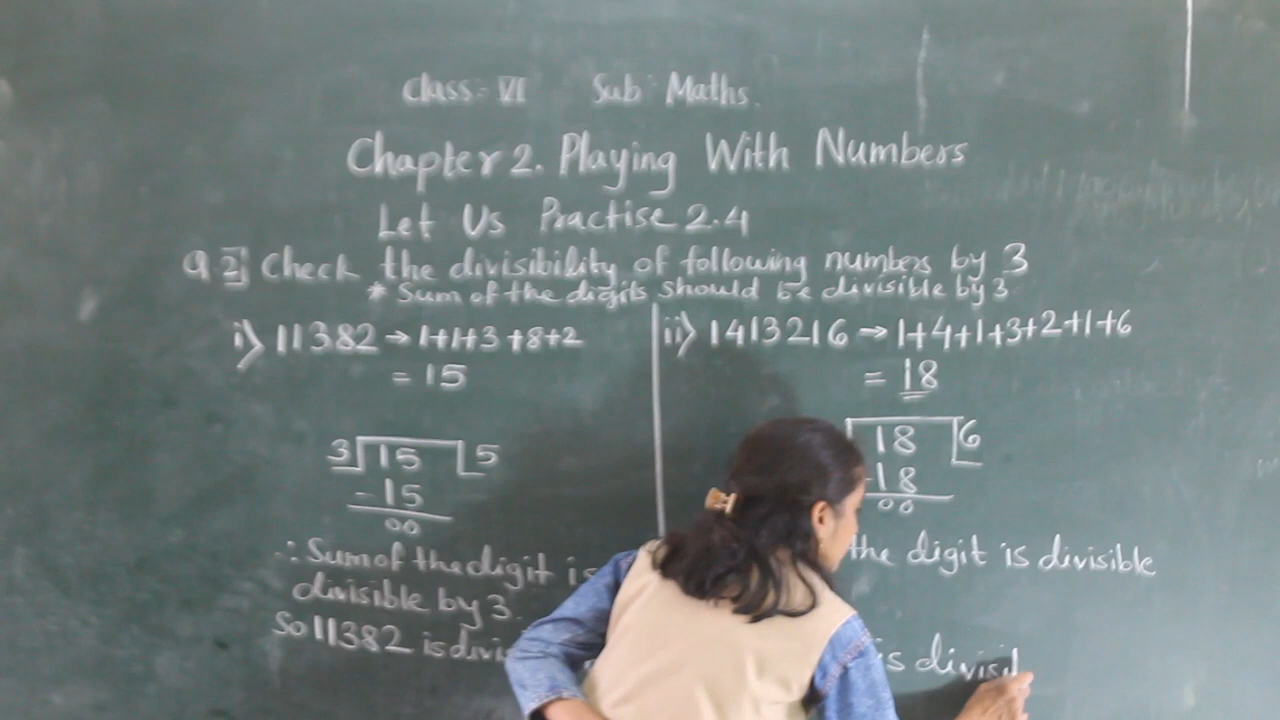 Class:- VI Sub: Maths.
Chapter 2. Playing With Numbers
Let Us Practise 2.4
Q.2] Check the divisibility of following numbers by 3
* Sum of the digits should be divisible by 3
i) 11382 → 1+1+3+8+2
= 15
3 15 5
-15
00
∴ Sum of the digit is
divisible by 3.
So 11382 is divis
ii) 1413216 → 1+4+1+3+2+1+6
= 18
18 6
-18
00
the digit is divisible
is divisi